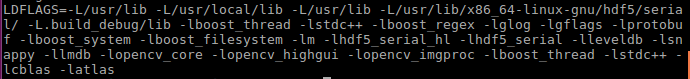 LDFLAGS=-L/usr/lib -L/usr/local/lib -L/usr/lib -L/usr/lib/x86_64-linux-gnu/hdf5/seria
l/ -L.build_debug/lib -lboost_thread -lstdc++ -lboost_regex -lglog -lgflags -lprotobu
f -lboost_system -lboost_filesystem -lm -lhdf5_serial_hl -lhdf5_serial -lleveldb -lsn
appy -llmdb -lopencv_core -lopencv_highgui -lopencv_imgproc -lboost_thread -lstdc++ -
lcblas -latlas